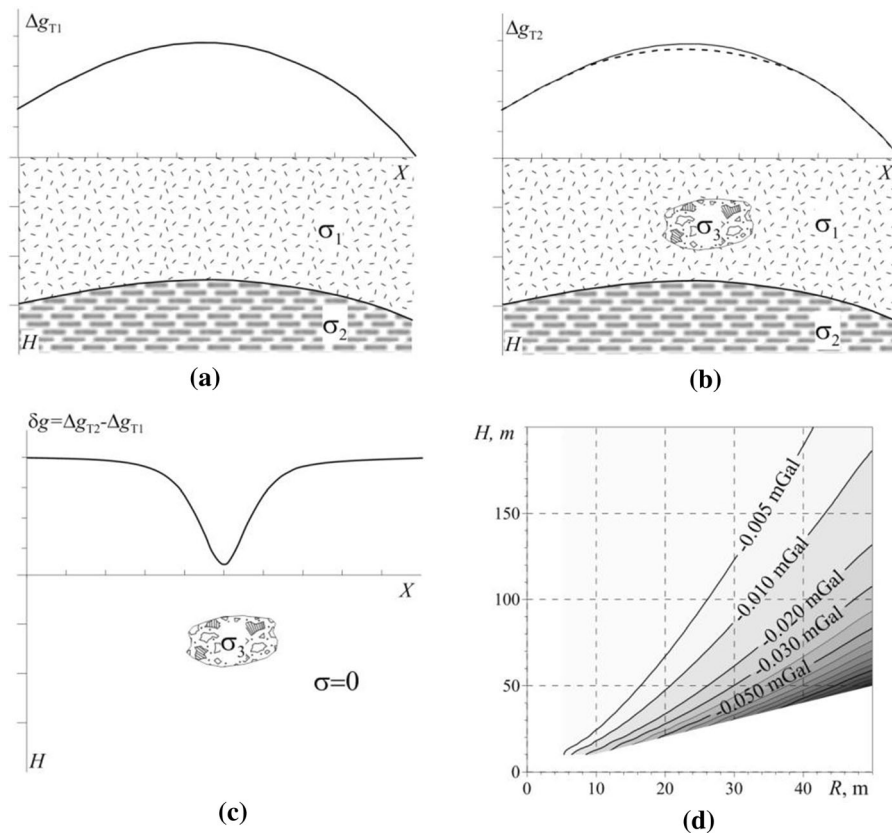 Δg_T1
X
σ₁
σ₂
H
(a)
Δg_T2
X
σ₃
σ₁
σ₂
H
(b)
δg=Δg_T2-Δg_T1
X
σ₃
σ=0
H
(c)
H, m
150
100
50
0
-0.005 mGal
-0.010 mGal
-0.020 mGal
-0.030 mGal
-0.050 mGal
0 10 20 30 40 R, m
(d)